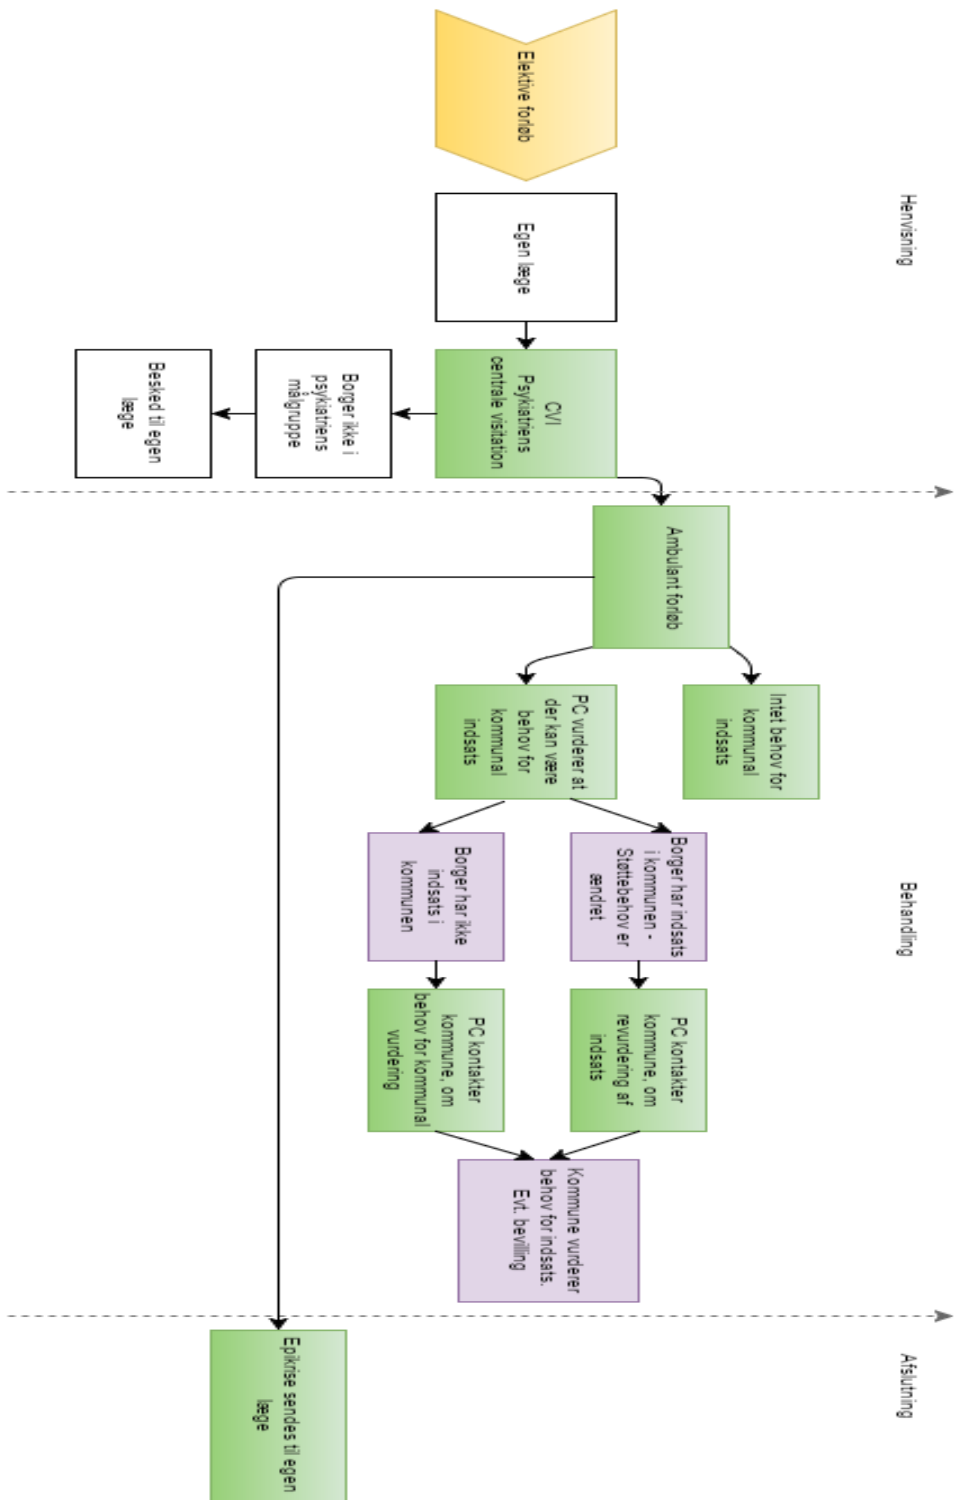 Henvisning
Behandling
Afslutning
Elektive forløb
Egen læge
CVI
Psykiatriens
centrale visitation
Borger ikke i
psykiatriens
målgruppe
Besked til egen
læge
Ambulant forløb
Intet behov for
kommunal
indsats
PC vurderer at
der kan være
behov for
kommunal
indsats
Borger har indsats
i kommunen -
Støttebehov er
ændret
Borger har ikke
indsats i
kommunen
PC kontakter
kommune, om
revurdering af
indsats
PC kontakter
kommune, om
behov for kommunal
vurdering
Kommune vurderer
behov for indsats.
Evt. bevilling
Epikrise sendes til egen
læge